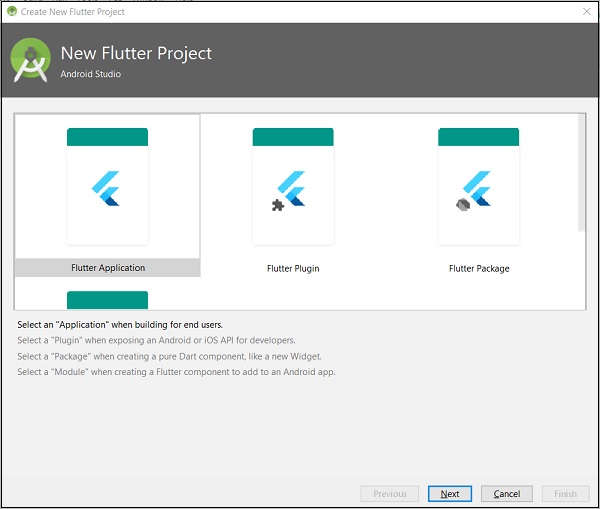 Create New Flutter Project
New Flutter Project
Android Studio
Flutter Application
Flutter Plugin
Flutter Package
Select an "Application" when building for end users.
Select a "Plugin" when exposing an Android or iOS API for developers.
Select a "Package" when creating a pure Dart component, like a new Widget.
Select a "Module" when creating a Flutter component to add to an Android app.
Previous
Next
Cancel
Finish